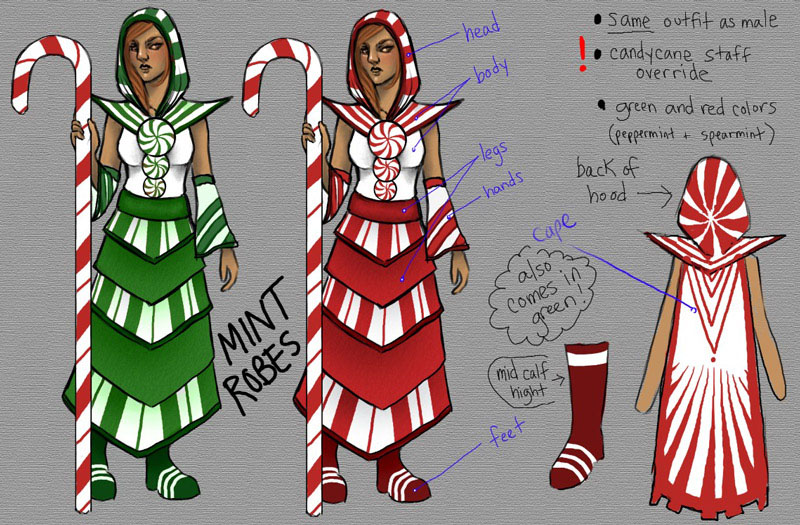 • same outfit as male
! • candycane staff
override
• green and red colors
(peppermint + spearmint)
head
body
legs
hands
back of
hood
cape
also
comes in
green!
MINT
ROBES
mid calf
hight
feet